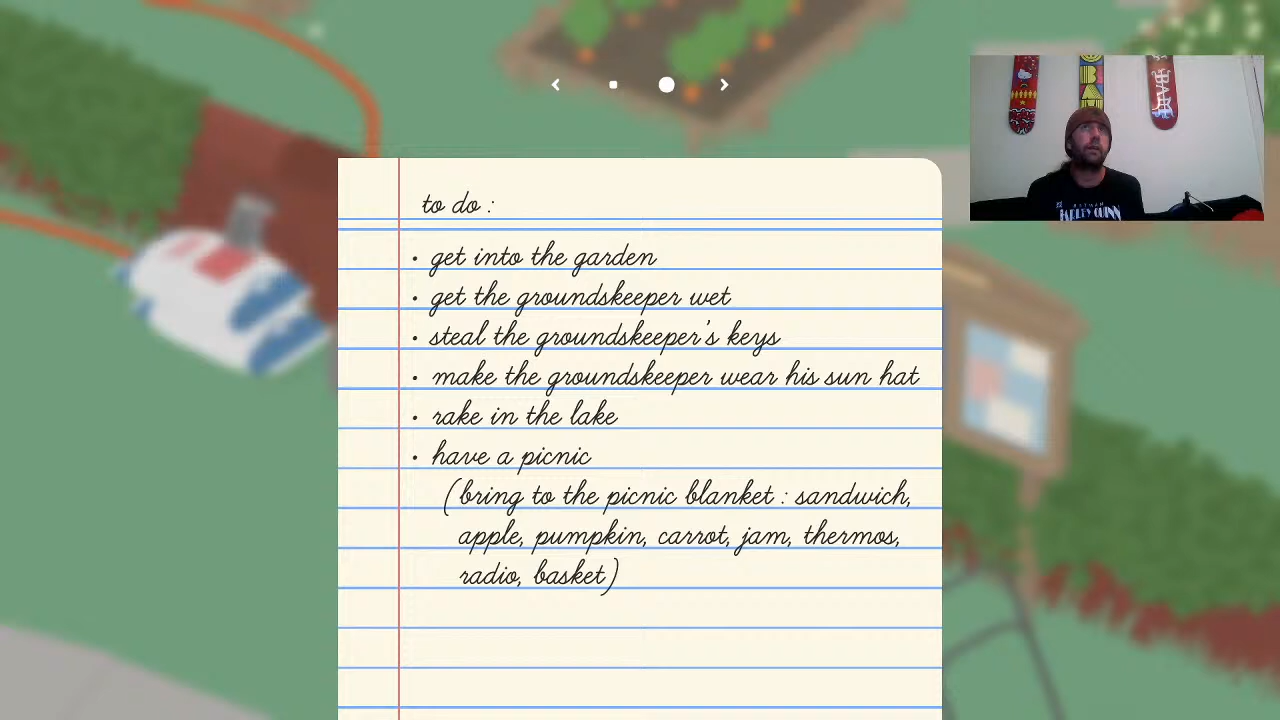 to do :
• get into the garden
• get the groundskeeper wet
• steal the groundskeeper's keys
• make the groundskeeper wear his sun hat
• rake in the lake
• have a picnic
(bring to the picnic blanket : sandwich,
apple, pumpkin, carrot, jam, thermos,
radio, basket)
HARLEY QUINN